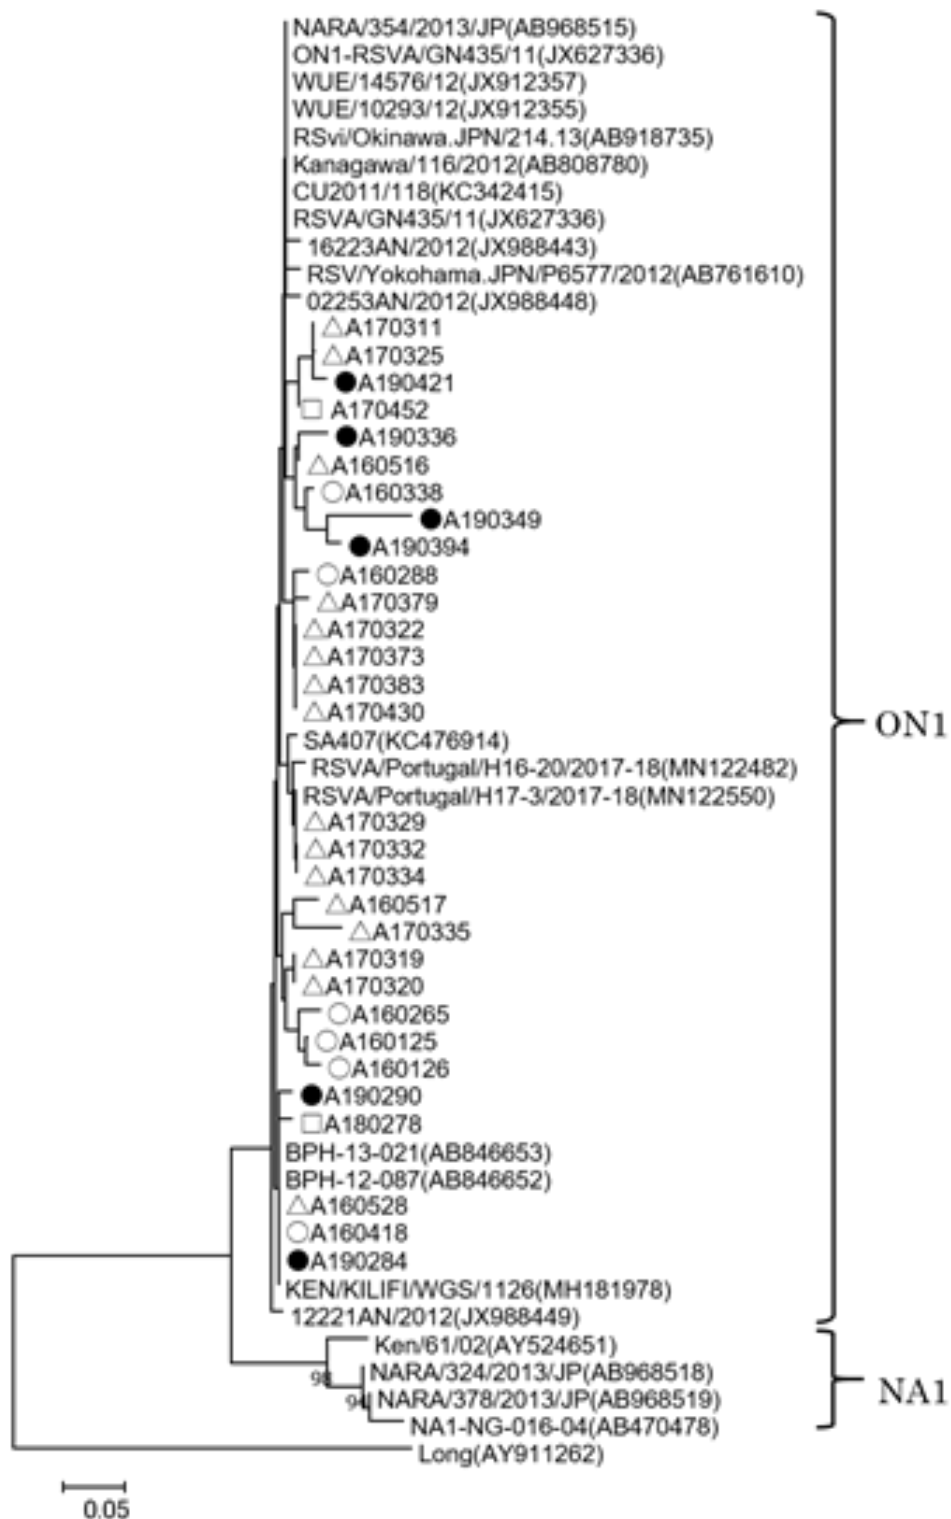 NARA/354/2013/JP(AB968515)
ON1-RSVA/GN435/11(JX627336)
WUE/14576/12(JX912357)
WUE/10293/12(JX912355)
RSvi/Okinawa.JPN/214.13(AB918735)
Kanagawa/116/2012(AB808780)
CU2011/118(KC342415)
RSVA/GN435/11(JX627336)
16223AN/2012(JX988443)
RSV/Yokohama.JPN/P6577/2012(AB761610)
02253AN/2012(JX988448)
A170311
A170325
A190421
A170452
A190336
A160516
A160338
A190349
A190394
A160288
A170379
A170322
A170373
A170383
A170430
ON1
SA407(KC476914)
RSVA/Portugal/H16-20/2017-18(MN122482)
RSVA/Portugal/H17-3/2017-18(MN122550)
A170329
A170332
A170334
A160517
A170335
A170319
A170320
A160265
A160125
A160126
A190290
A180278
BPH-13-021(AB846653)
BPH-12-087(AB846652)
A160528
A160418
A190284
KEN/KILIFI/WGS/1126(MH181978)
12221AN/2012(JX988449)
Ken/61/02(AY524651)
NARA/324/2013/JP(AB968518)
NA1
NARA/378/2013/JP(AB968519)
NA1-NG-016-04(AB470478)
Long(AY911262)
0.05